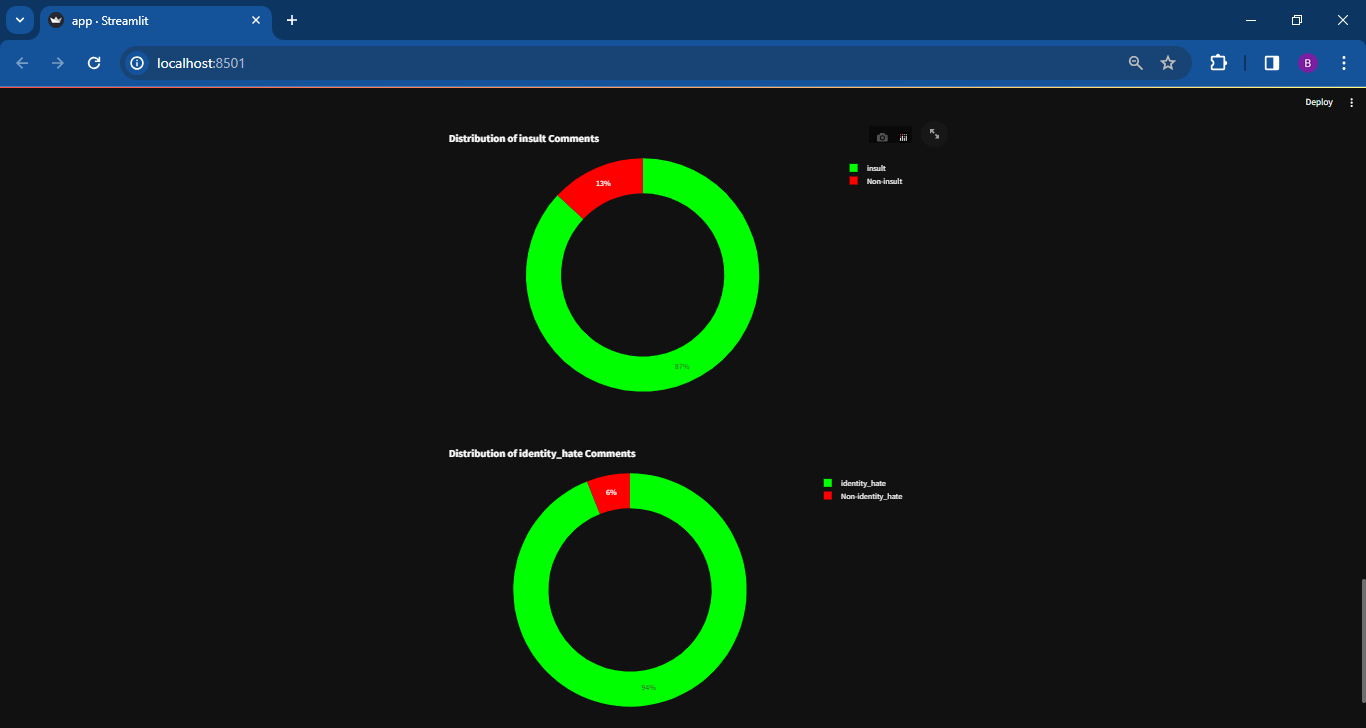 app · Streamlit
localhost:8501
B
Deploy
Distribution of insult Comments
insult
Non-insult
13%
87%
Distribution of identity_hate Comments
identity_hate
Non-identity_hate
6%
94%